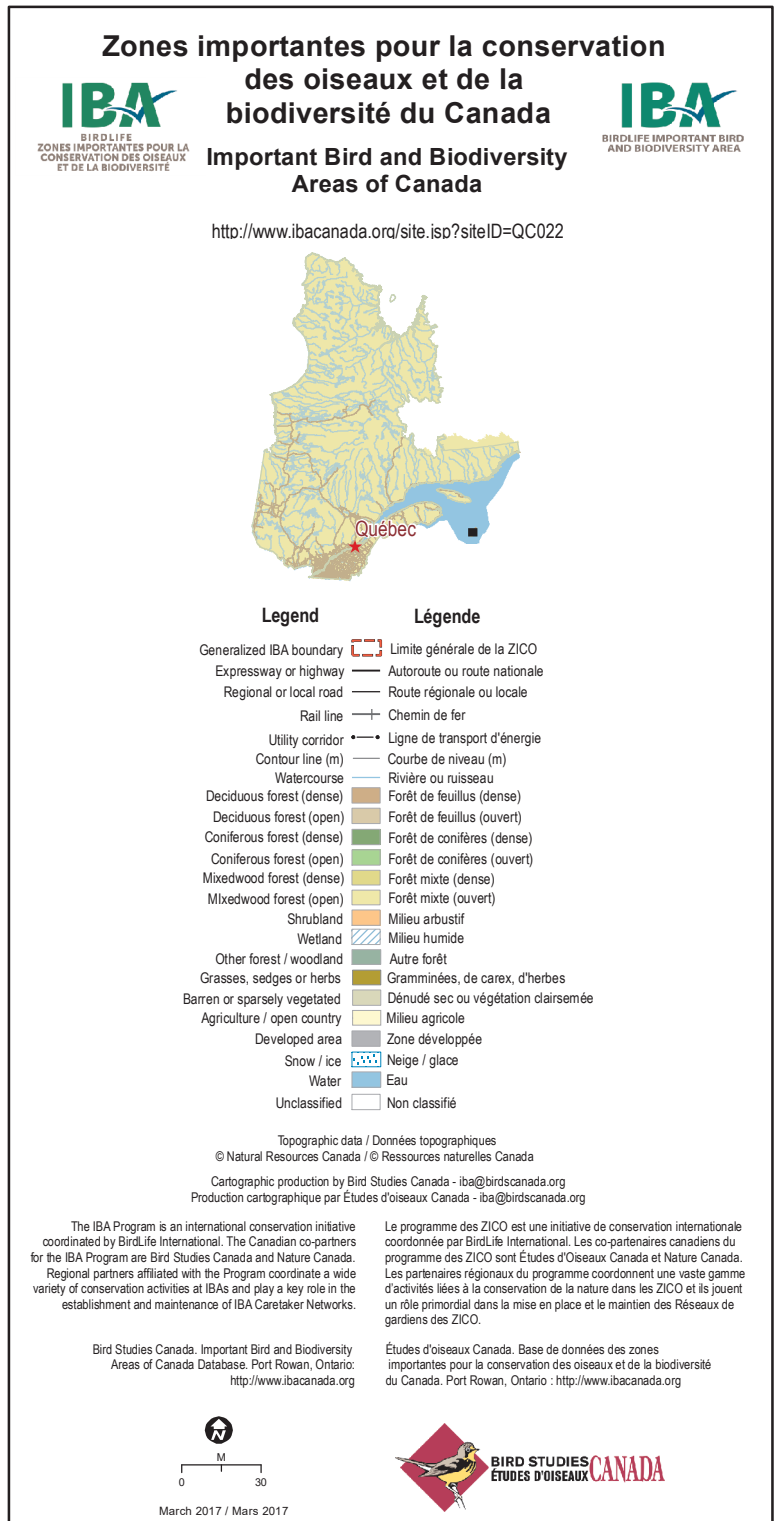 Zones importantes pour la conservation
des oiseaux et de la
biodiversité du Canada
IBA
BIRDLIFE
ZONES IMPORTANTES POUR LA
CONSERVATION DES OISEAUX
ET DE LA BIODIVERSITÉ
IBA
BIRDLIFE IMPORTANT BIRD
AND BIODIVERSITY AREA
Important Bird and Biodiversity
Areas of Canada
http://www.ibacanada.org/site.jsp?siteID=QC022
Québec
Legend Légende
Generalized IBA boundary Limite générale de la ZICO
Expressway or highway Autoroute ou route nationale
Regional or local road Route régionale ou locale
Rail line Chemin de fer
Utility corridor Ligne de transport d'énergie
Contour line (m) Courbe de niveau (m)
Watercourse Rivière ou ruisseau
Deciduous forest (dense) Forêt de feuillus (dense)
Deciduous forest (open) Forêt de feuillus (ouvert)
Coniferous forest (dense) Forêt de conifères (dense)
Coniferous forest (open) Forêt de conifères (ouvert)
Mixedwood forest (dense) Forêt mixte (dense)
MIxedwood forest (open) Forêt mixte (ouvert)
Shrubland Milieu arbustif
Wetland Milieu humide
Other forest / woodland Autre forêt
Grasses, sedges or herbs Gramminées, de carex, d'herbes
Barren or sparsely vegetated Dénudé sec ou végétation clairsemée
Agriculture / open country Milieu agricole
Developed area Zone développée
Snow / ice Neige / glace
Water Eau
Unclassified Non classifié
Topographic data / Données topographiques
© Natural Resources Canada / © Ressources naturelles Canada
Cartographic production by Bird Studies Canada - iba@birdscanada.org
Production cartographique par Études d'oiseaux Canada - iba@birdscanada.org
The IBA Program is an international conservation initiative
coordinated by BirdLife International. The Canadian co-partners
for the IBA Program are Bird Studies Canada and Nature Canada.
Regional partners affiliated with the Program coordinate a wide
variety of conservation activities at IBAs and play a key role in the
establishment and maintenance of IBA Caretaker Networks.
Le programme des ZICO est une initiative de conservation internationale
coordonnée par BirdLife International. Les co-partenaires canadiens du
programme des ZICO sont Études d'Oiseaux Canada et Nature Canada.
Les partenaires régionaux du programme coordonnent une vaste gamme
d'activités liées à la conservation de la nature dans les ZICO et ils jouent
un rôle primordial dans la mise en place et le maintien des Réseaux de
gardiens des ZICO.
Bird Studies Canada. Important Bird and Biodiversity
Areas of Canada Database. Port Rowan, Ontario:
http://www.ibacanada.org
Études d'oiseaux Canada. Base de données des zones
importantes pour la conservation des oiseaux et de la biodiversité
du Canada. Port Rowan, Ontario : http://www.ibacanada.org
N
M
0 30
March 2017 / Mars 2017
BIRD STUDIES
ÉTUDES D'OISEAUX CANADA